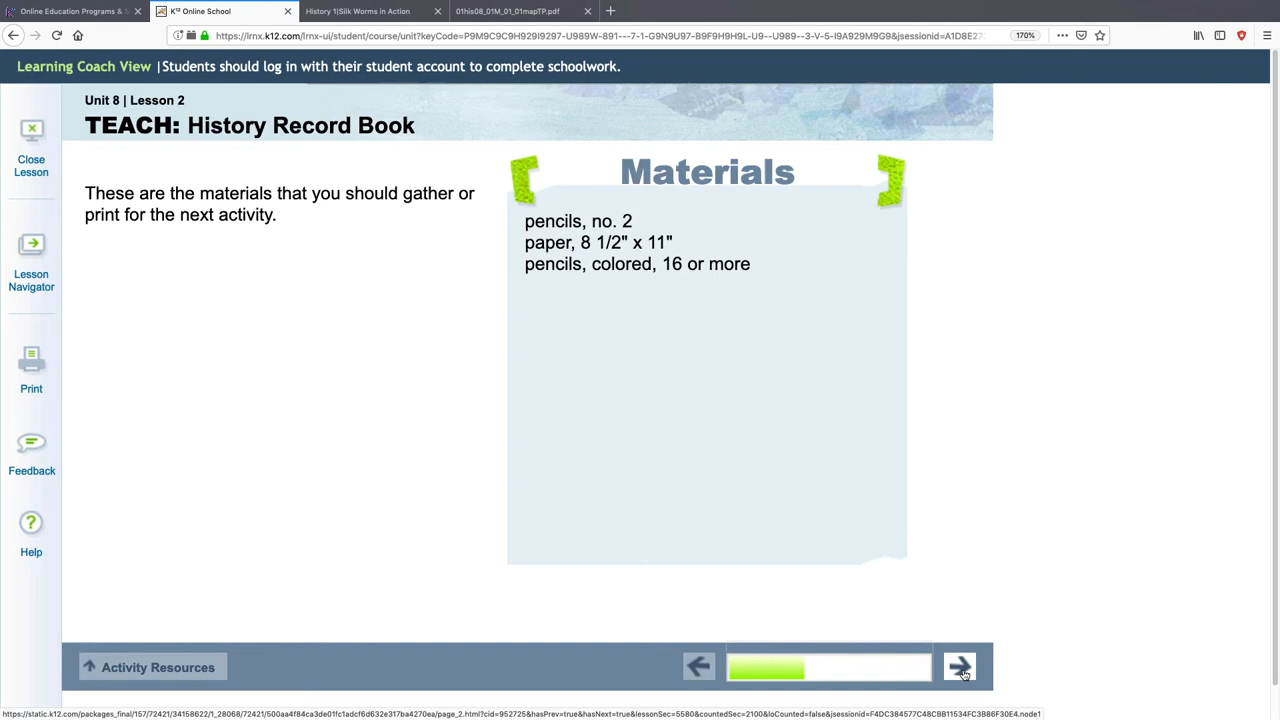 Online Education Programs & S
K¹² Online School
History 1|Silk Worms in Action
01his08_01M_01_01mapTP.pdf
170%
Learning Coach View |Students should log in with their student account to complete schoolwork.
Unit 8 | Lesson 2
TEACH: History Record Book
Close
Lesson
Lesson
Navigator
Print
Feedback
Help
These are the materials that you should gather or
print for the next activity.
Materials
pencils, no. 2
paper, 8 1/2" x 11"
pencils, colored, 16 or more
Activity Resources